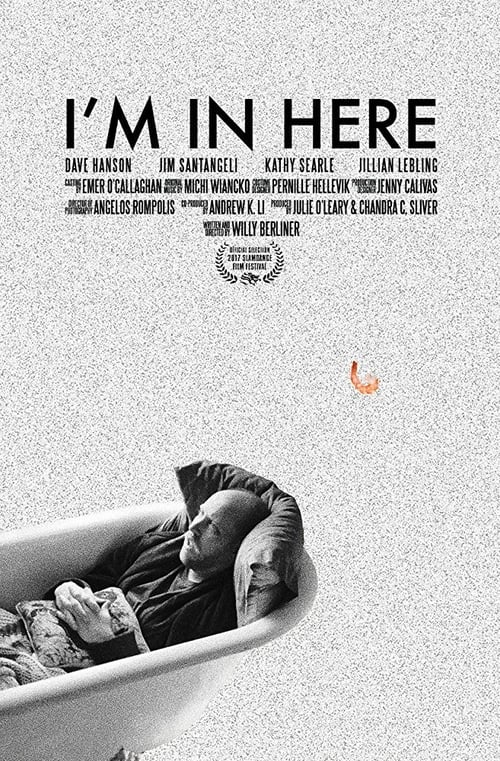 I'M IN HERE
DAVE HANSON JIM SANTANGELI KATHY SEARLE JILLIAN LEBLING
CASTING BY EMER O'CALLAGHAN ORIGINAL MUSIC BY MICHI WIANCKO COSTUME DESIGNER PERNILLE HELLEVIK PRODUCTION DESIGNER JENNY CALIVAS
DIRECTOR OF PHOTOGRAPHY ANGELOS ROMPOLIS CO-PRODUCED BY ANDREW K. LI PRODUCED BY JULIE O'LEARY & CHANDRA C. SLIVER
WRITTEN AND DIRECTED BY WILLY BERLINER
OFFICIAL SELECTION
2017 SLAMDANCE
FILM FESTIVAL